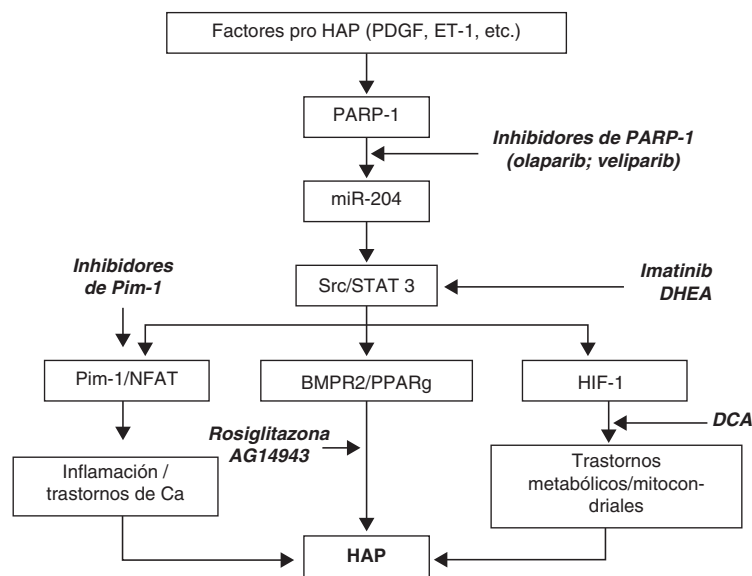 Factores pro HAP (PDGF, ET-1, etc.)
PARP-1
Inhibidores de PARP-1
(olaparib; veliparib)
miR-204
Inhibidores
de Pim-1
Src/STAT 3
Imatinib
DHEA
Pim-1/NFAT
BMPR2/PPARg
HIF-1
DCA
Rosiglitazona
AG14943
Inflamación /
trastornos de Ca
Trastornos
metabólicos/mitocon-
driales
HAP